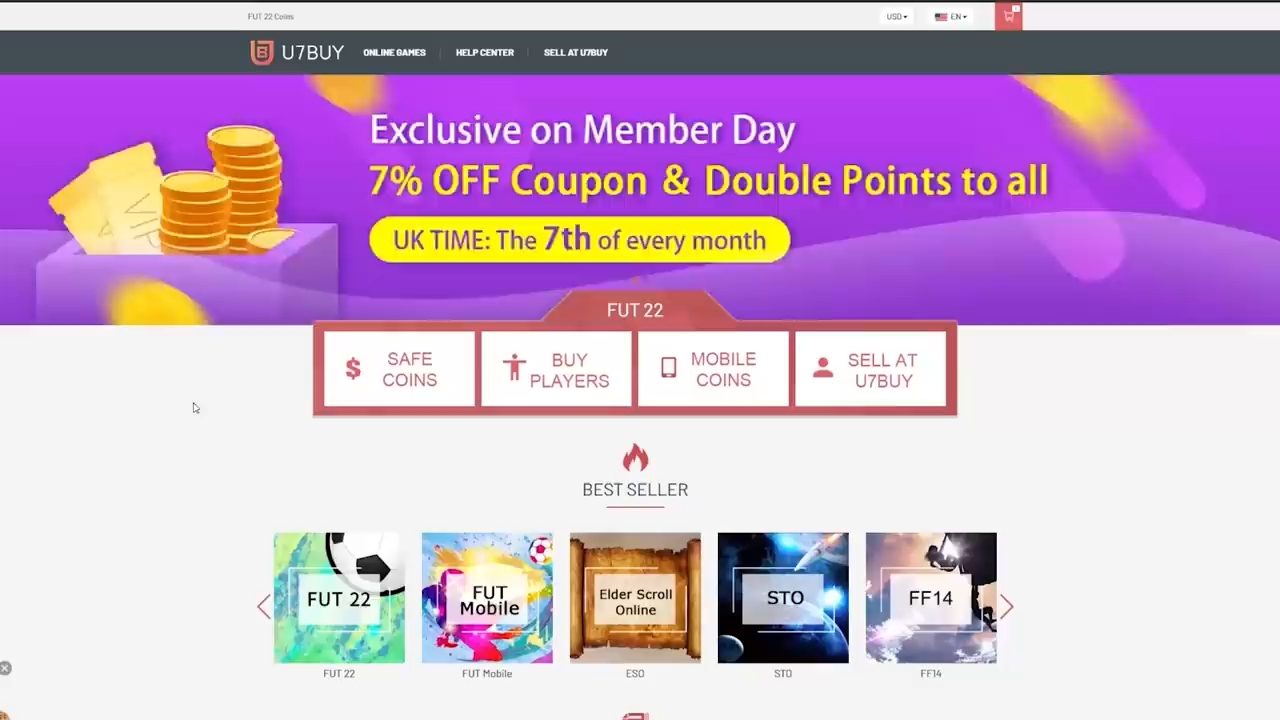 FUT 22 Coins
USD
EN
1
U7BUY
ONLINE GAMES
HELP CENTER
SELL AT U7BUY
Exclusive on Member Day
7% OFF Coupon & Double Points to all
UK TIME: The 7th of every month
VIP
FUT 22
SAFE COINS
BUY PLAYERS
MOBILE COINS
SELL AT U7BUY
BEST SELLER
FUT 22
FUT Mobile
Elder Scroll Online
STO
FF14
FUT 22
FUT Mobile
ESO
STO
FF14